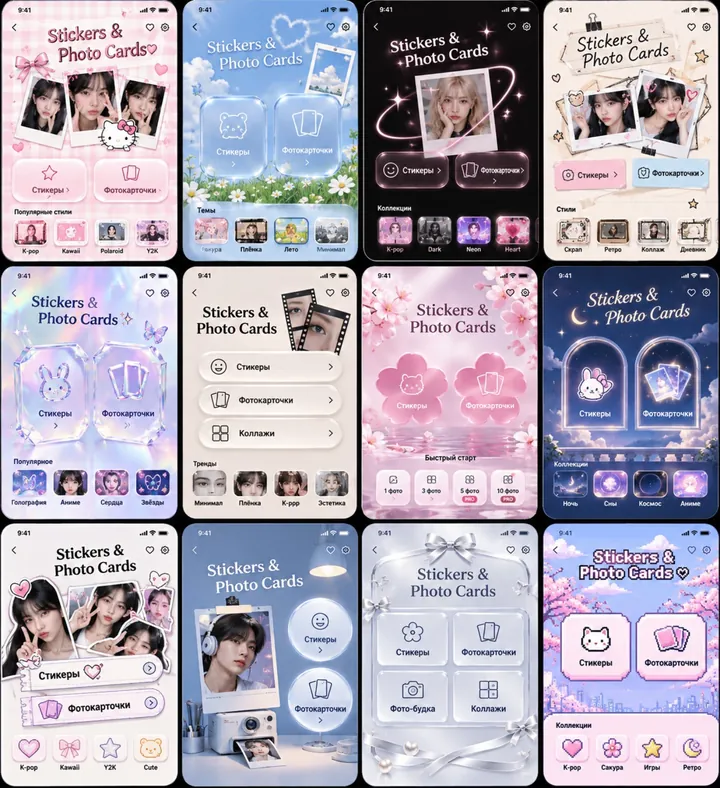 9:41
Stickers &
Photo Cards
Стикеры
Фотокарточки
Популярные стили
K-pop
Kawaii
Polaroid
Y2K
9:41
Stickers &
Photo Cards
Стикеры
Фотокарточки
Темы
Плёнка
Лето
Минимал
9:41
Stickers &
Photo Cards
Стикеры
Фотокарточки
Коллекции
K-pop
Dark
Neon
Heart
9:41
Stickers &
Photo Cards
Стикеры
Фотокарточки
Стили
Скрап
Ретро
Коллаж
Дневник
9:41
Stickers &
Photo Cards
Стикеры
Фотокарточки
Популярное
Голография
Аниме
Сердца
Звёзды
9:41
Stickers &
Photo Cards
Стикеры
Фотокарточки
Коллажи
Тренды
Минимал
Плёнка
К-ррр
Эстетика
9:41
Stickers &
Photo Cards
Стикеры
Фотокарточки
Быстрый старт
1 фото
3 фото
5 фото
10 фото
PRO
PRO
9:41
Stickers &
Photo Cards
Стикеры
Фотокарточки
Коллекции
Ночь
Сны
Космос
Аниме
9:41
Stickers &
Photo Cards
Стикеры
Фотокарточки
K-pop
Kawaii
Y2K
Cute
9:41
Stickers &
Photo Cards
Стикеры
Фотокарточки
9:41
Stickers &
Photo Cards
Стикеры
Фотокарточки
Фото-будка
Коллажи
9:41
Stickers &
Photo Cards
Стикеры
Фотокарточки
Коллекции
K-pop
Сакура
Игры
Ретро